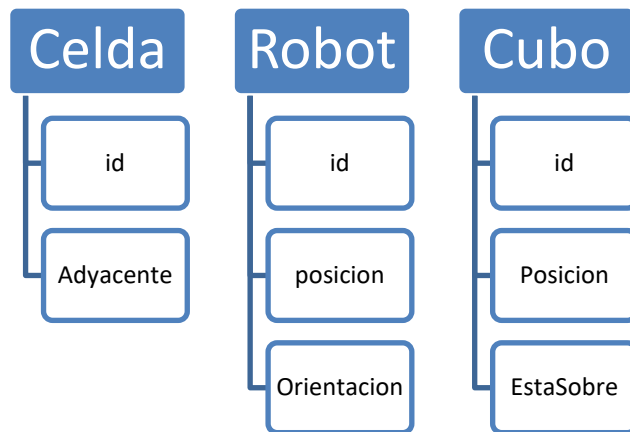 Celda
id
Adyacente
Robot
id
posicion
Orientacion
Cubo
id
Posicion
EstaSobre